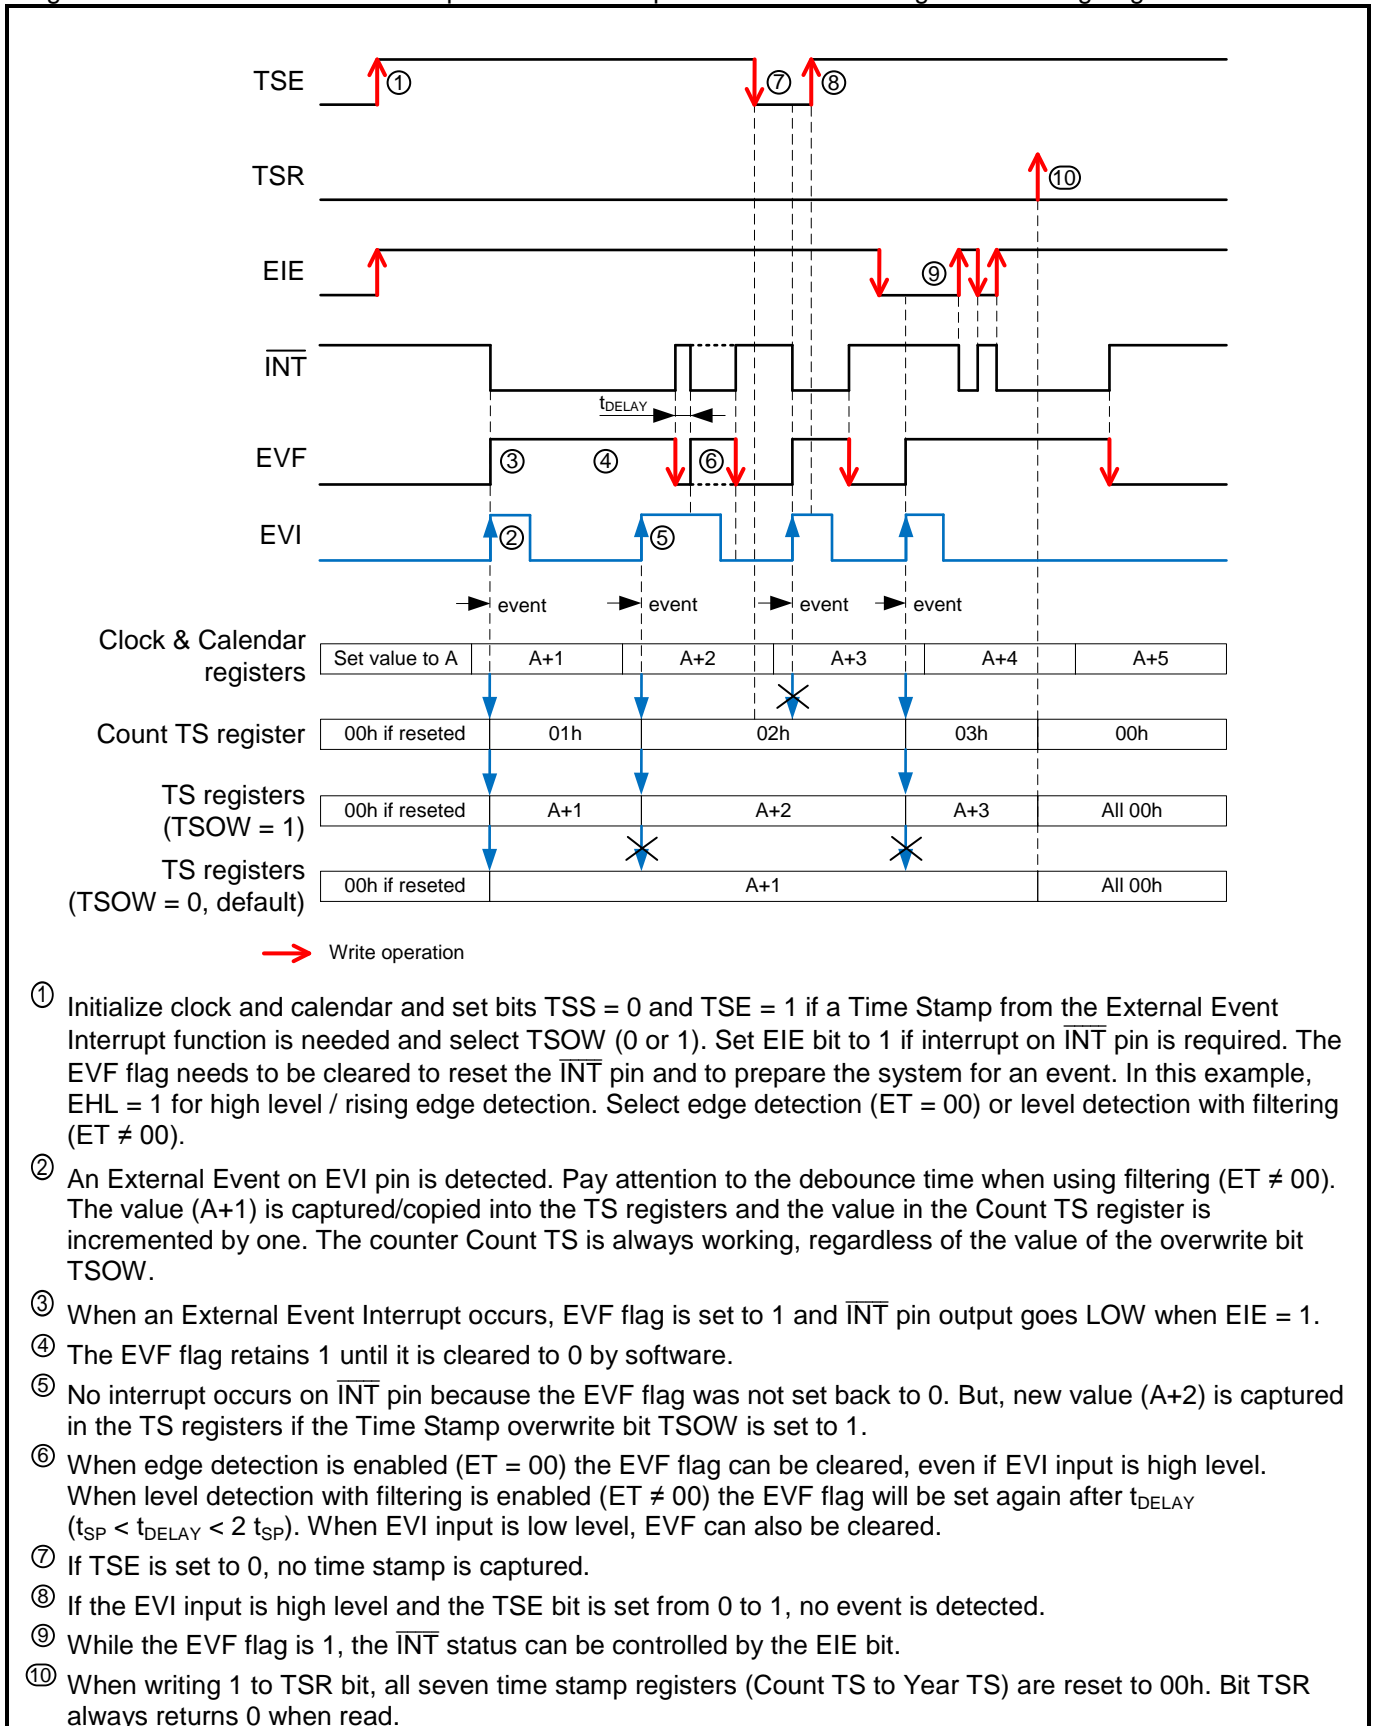 TSE
① ⑦ ⑧
TSR
⑩
EIE
⑨
INT
tDELAY
EVF
③ ④ ⑥
EVI
② ⑤
event event event event
Clock & Calendar
registers
Set value to A A+1 A+2 A+3 A+4 A+5
Count TS register
00h if reseted 01h 02h 03h 00h
TS registers
(TSOW = 1)
00h if reseted A+1 A+2 A+3 All 00h
TS registers
(TSOW = 0, default)
00h if reseted A+1 All 00h
Write operation
① Initialize clock and calendar and set bits TSS = 0 and TSE = 1 if a Time Stamp from the External Event
Interrupt function is needed and select TSOW (0 or 1). Set EIE bit to 1 if interrupt on INT pin is required. The
EVF flag needs to be cleared to reset the INT pin and to prepare the system for an event. In this example,
EHL = 1 for high level / rising edge detection. Select edge detection (ET = 00) or level detection with filtering
(ET ≠ 00).
② An External Event on EVI pin is detected. Pay attention to the debounce time when using filtering (ET ≠ 00).
The value (A+1) is captured/copied into the TS registers and the value in the Count TS register is
incremented by one. The counter Count TS is always working, regardless of the value of the overwrite bit
TSOW.
③ When an External Event Interrupt occurs, EVF flag is set to 1 and INT pin output goes LOW when EIE = 1.
④ The EVF flag retains 1 until it is cleared to 0 by software.
⑤ No interrupt occurs on INT pin because the EVF flag was not set back to 0. But, new value (A+2) is captured
in the TS registers if the Time Stamp overwrite bit TSOW is set to 1.
⑥ When edge detection is enabled (ET = 00) the EVF flag can be cleared, even if EVI input is high level.
When level detection with filtering is enabled (ET ≠ 00) the EVF flag will be set again after tDELAY
(tSP < tDELAY < 2 tSP). When EVI input is low level, EVF can also be cleared.
⑦ If TSE is set to 0, no time stamp is captured.
⑧ If the EVI input is high level and the TSE bit is set from 0 to 1, no event is detected.
⑨ While the EVF flag is 1, the INT status can be controlled by the EIE bit.
⑩ When writing 1 to TSR bit, all seven time stamp registers (Count TS to Year TS) are reset to 00h. Bit TSR
always returns 0 when read.